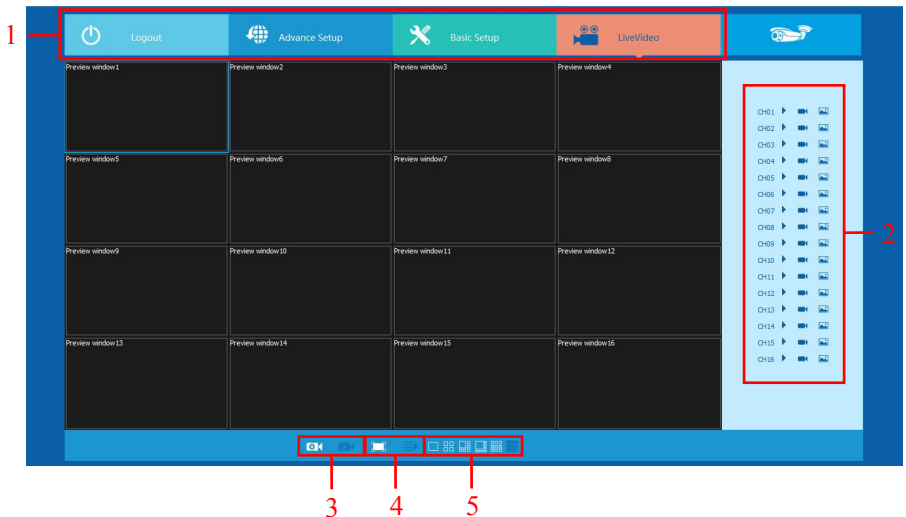 1
Logout Advance Setup Basic Setup LiveVideo
Preview window1 Preview window2 Preview window3 Preview window4
CH01
CH02
CH03
CH04
Preview window5 Preview window6 Preview window7 Preview window8
CH05
CH06
CH07
CH08
2
CH09
Preview window9 Preview window10 Preview window11 Preview window12
CH10
CH11
CH12
CH13
CH14
Preview window13 Preview window14 Preview window15 Preview window16
CH15
CH16
3 4 5